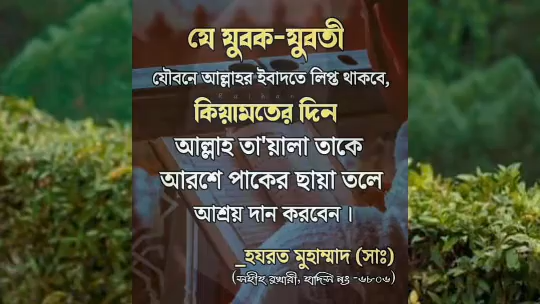 যে যুবক-যুবতী
যৌবনে আল্লাহর ইবাদতে লিপ্ত থাকবে,
কিয়ামতের দিন
আল্লাহ তা'য়ালা তাকে
আরশে পাকের ছায়া তলে
আশ্রয় দান করবেন।
_হযরত মুহাম্মাদ (সাঃ)
(সহীহ বুখারী, হাদিস নং -৬৮০৬)